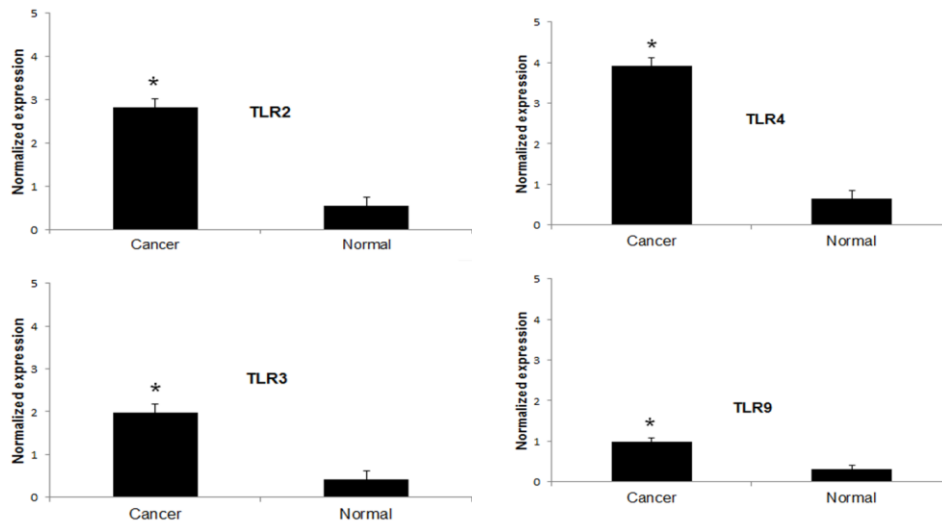 Normalized expression
5
4
3
2
1
0
*
TLR2
Cancer
Normal
Normalized expression
5
4
3
2
1
0
*
TLR4
Cancer
Normal
Normalized expression
5
4
3
2
1
0
*
TLR3
Cancer
Normal
Normalized expression
5
4
3
2
1
0
*
TLR9
Cancer
Normal